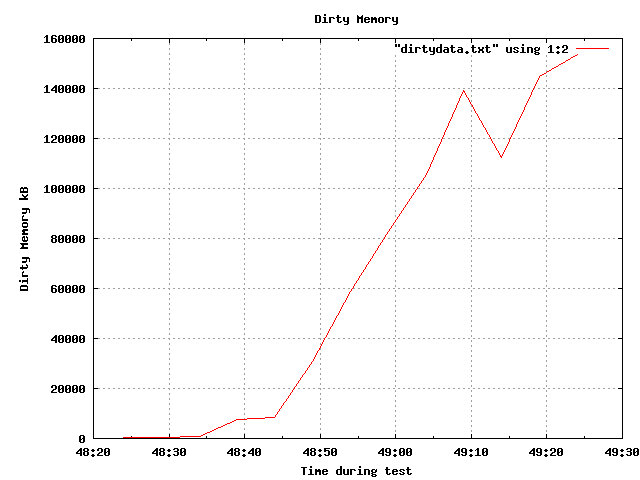 Dirty Memory
160000
"dirtydata.txt" using 1:2
140000
120000
100000
80000
60000
40000
20000
0
Dirty Memory kB
48:20 48:30 48:40 48:50 49:00 49:10 49:20 49:30
Time during test